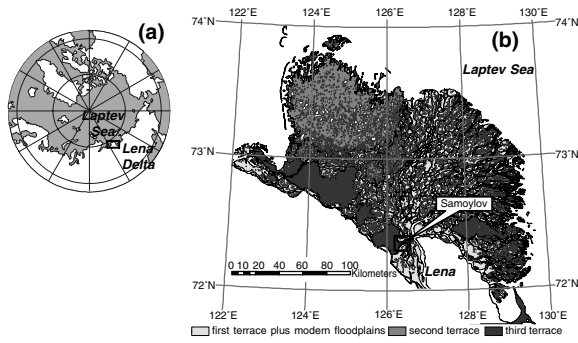 (a)
Laptev
Sea
Lena
Delta
122°E 124°E 126°E 128°E 130°E
74°N 74°N
(b)
Laptev Sea
73°N 73°N
Samoylov
0 10 20 40 60 80 100
Kilometers
Lena
72°N 72°N
122°E 124°E 126°E 128°E 130°E
first terrace plus modern floodplains second terrace third terrace